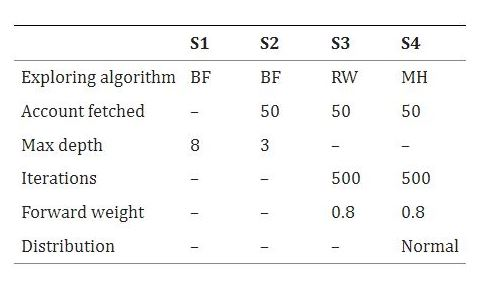 S1 S2 S3 S4
Exploring algorithm BF BF RW MH
Account fetched – 50 50 50
Max depth 8 3 – –
Iterations – – 500 500
Forward weight – – 0.8 0.8
Distribution – – – Normal